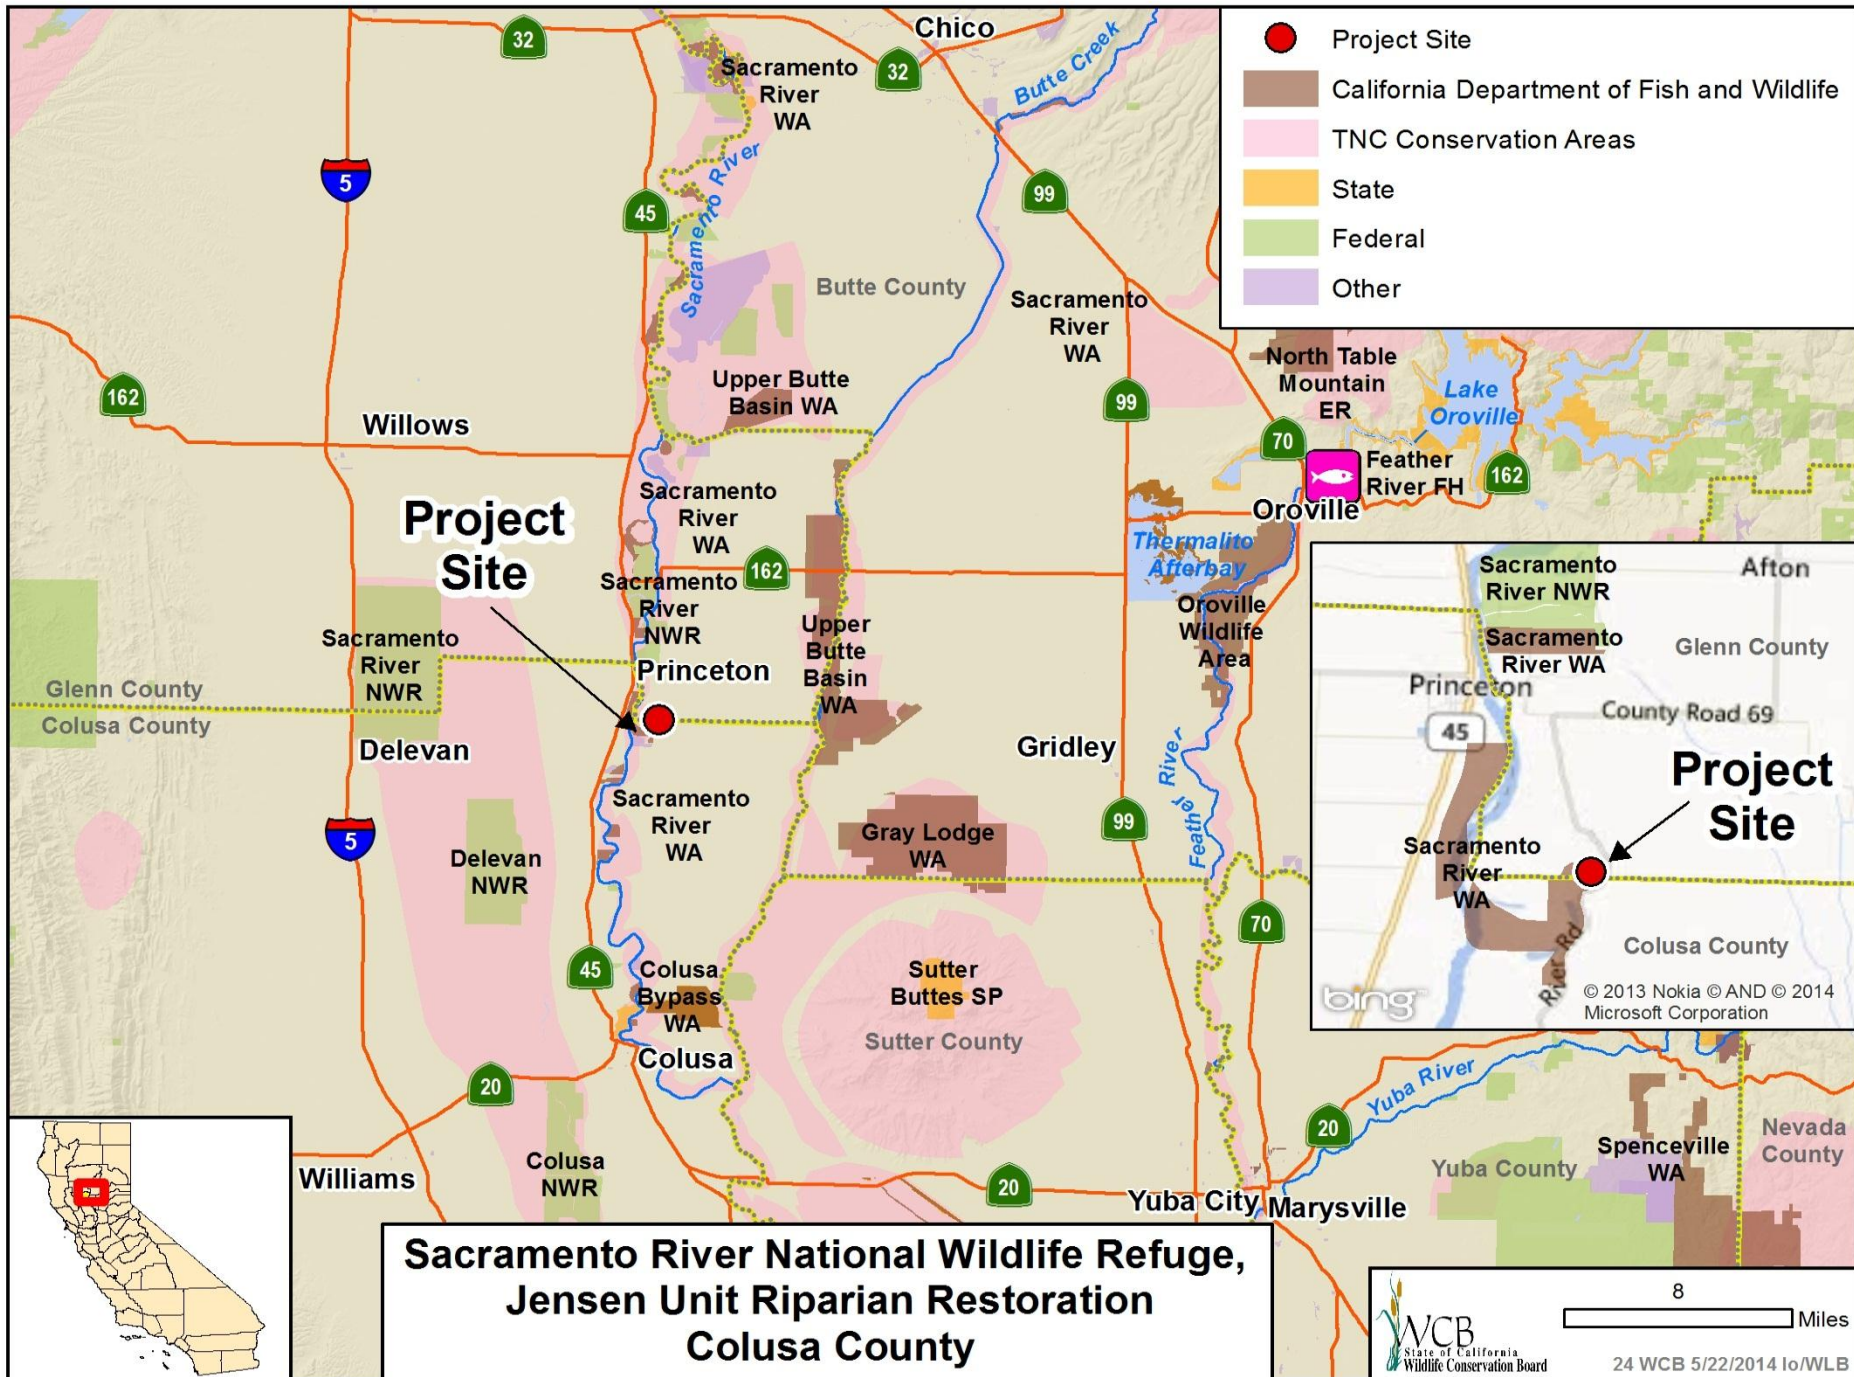 Chico
32
32
Sacramento
River
WA
Butte Creek
5
45
Sacramento River
99
Butte County
Sacramento
River
WA
Project Site
California Department of Fish and Wildlife
TNC Conservation Areas
State
Federal
Other
162
Willows
Upper Butte
Basin WA
99
North Table
Mountain
ER
Lake
Oroville
70
Feather
River FH
162
Oroville
Project
Site
Sacramento
River
WA
162
Thermalito
Afterbay
Sacramento
River
NWR
Sacramento
River
NWR
Upper
Butte
Basin
WA
Oroville
Wildlife
Area
Princeton
Glenn County
Colusa County
Delevan
Gridley
Feather River
5
Sacramento
River
WA
Gray Lodge
WA
99
Delevan
NWR
70
45
Colusa
Bypass
WA
Sutter
Buttes SP
Sutter County
Colusa
20
Sacramento
River NWR
Afton
Sacramento
River WA
Glenn County
Princeton
County Road 69
45
Project
Site
Sacramento
River
WA
Colusa County
River Rd
bing
© 2013 Nokia © AND © 2014
Microsoft Corporation
Yuba River
20
Nevada
County
Spenceville
WA
Yuba County
Williams
Colusa
NWR
20
Yuba City
Marysville
Sacramento River National Wildlife Refuge,
Jensen Unit Riparian Restoration
Colusa County
WCB
State of California
Wildlife Conservation Board
8
Miles
24 WCB 5/22/2014 lo/WLB